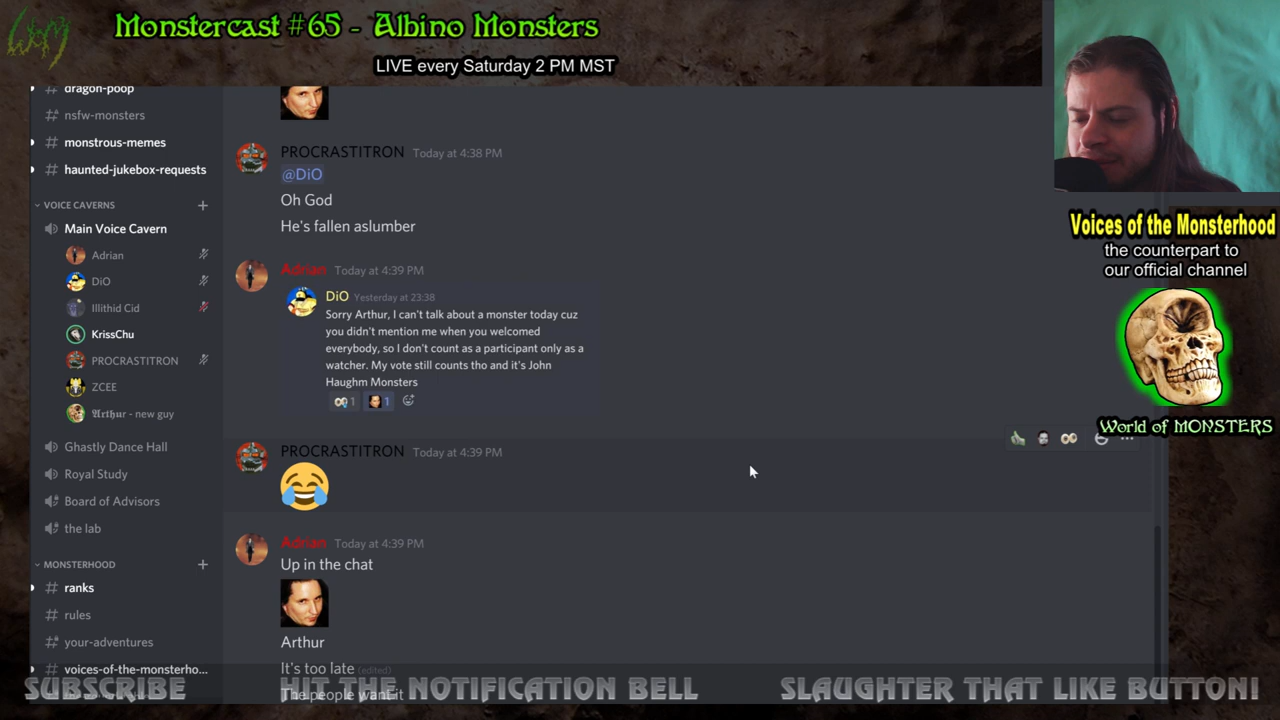 WM
Monstercast #65 - Albino Monsters
LIVE every Saturday 2 PM MST
# dragon-poop
# nsfw-monsters
# monstrous-memes
# haunted-jukebox-requests
VOICE CAVERNS +
Main Voice Cavern
Adrian
DiO
Illithid Cid
KrissChu
PROCRASTITRON
ZCEE
𝕬𝖗𝖙𝖍𝖚𝖗 - new guy
Ghastly Dance Hall
Royal Study
Board of Advisors
the lab
MONSTERHOOD +
# ranks
# rules
# your-adventures
# voices-of-the-monsterho...
PROCRASTITRON Today at 4:38 PM
@DiO
Oh God
He's fallen aslumber
Adrian Today at 4:39 PM
DiO Yesterday at 23:38
Sorry Arthur, I can't talk about a monster today cuz
you didn't mention me when you welcomed
everybody, so I don't count as a participant only as a
watcher. My vote still counts tho and it's John
Haughm Monsters
1 1
PROCRASTITRON Today at 4:39 PM
Adrian Today at 4:39 PM
Up in the chat
Arthur
It's too late (edited)
The people want it
Voices of the Monsterhood
the counterpart to
our official channel
World of MONSTERS
SUBSCRIBE HIT THE NOTIFICATION BELL SLAUGHTER THAT LIKE BUTTON!